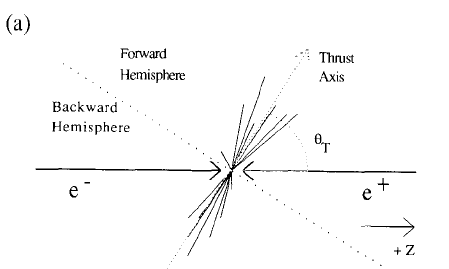 (a)
Forward
Hemisphere
Thrust
Axis
Backward
Hemisphere
θT
e-
e+
+ Z